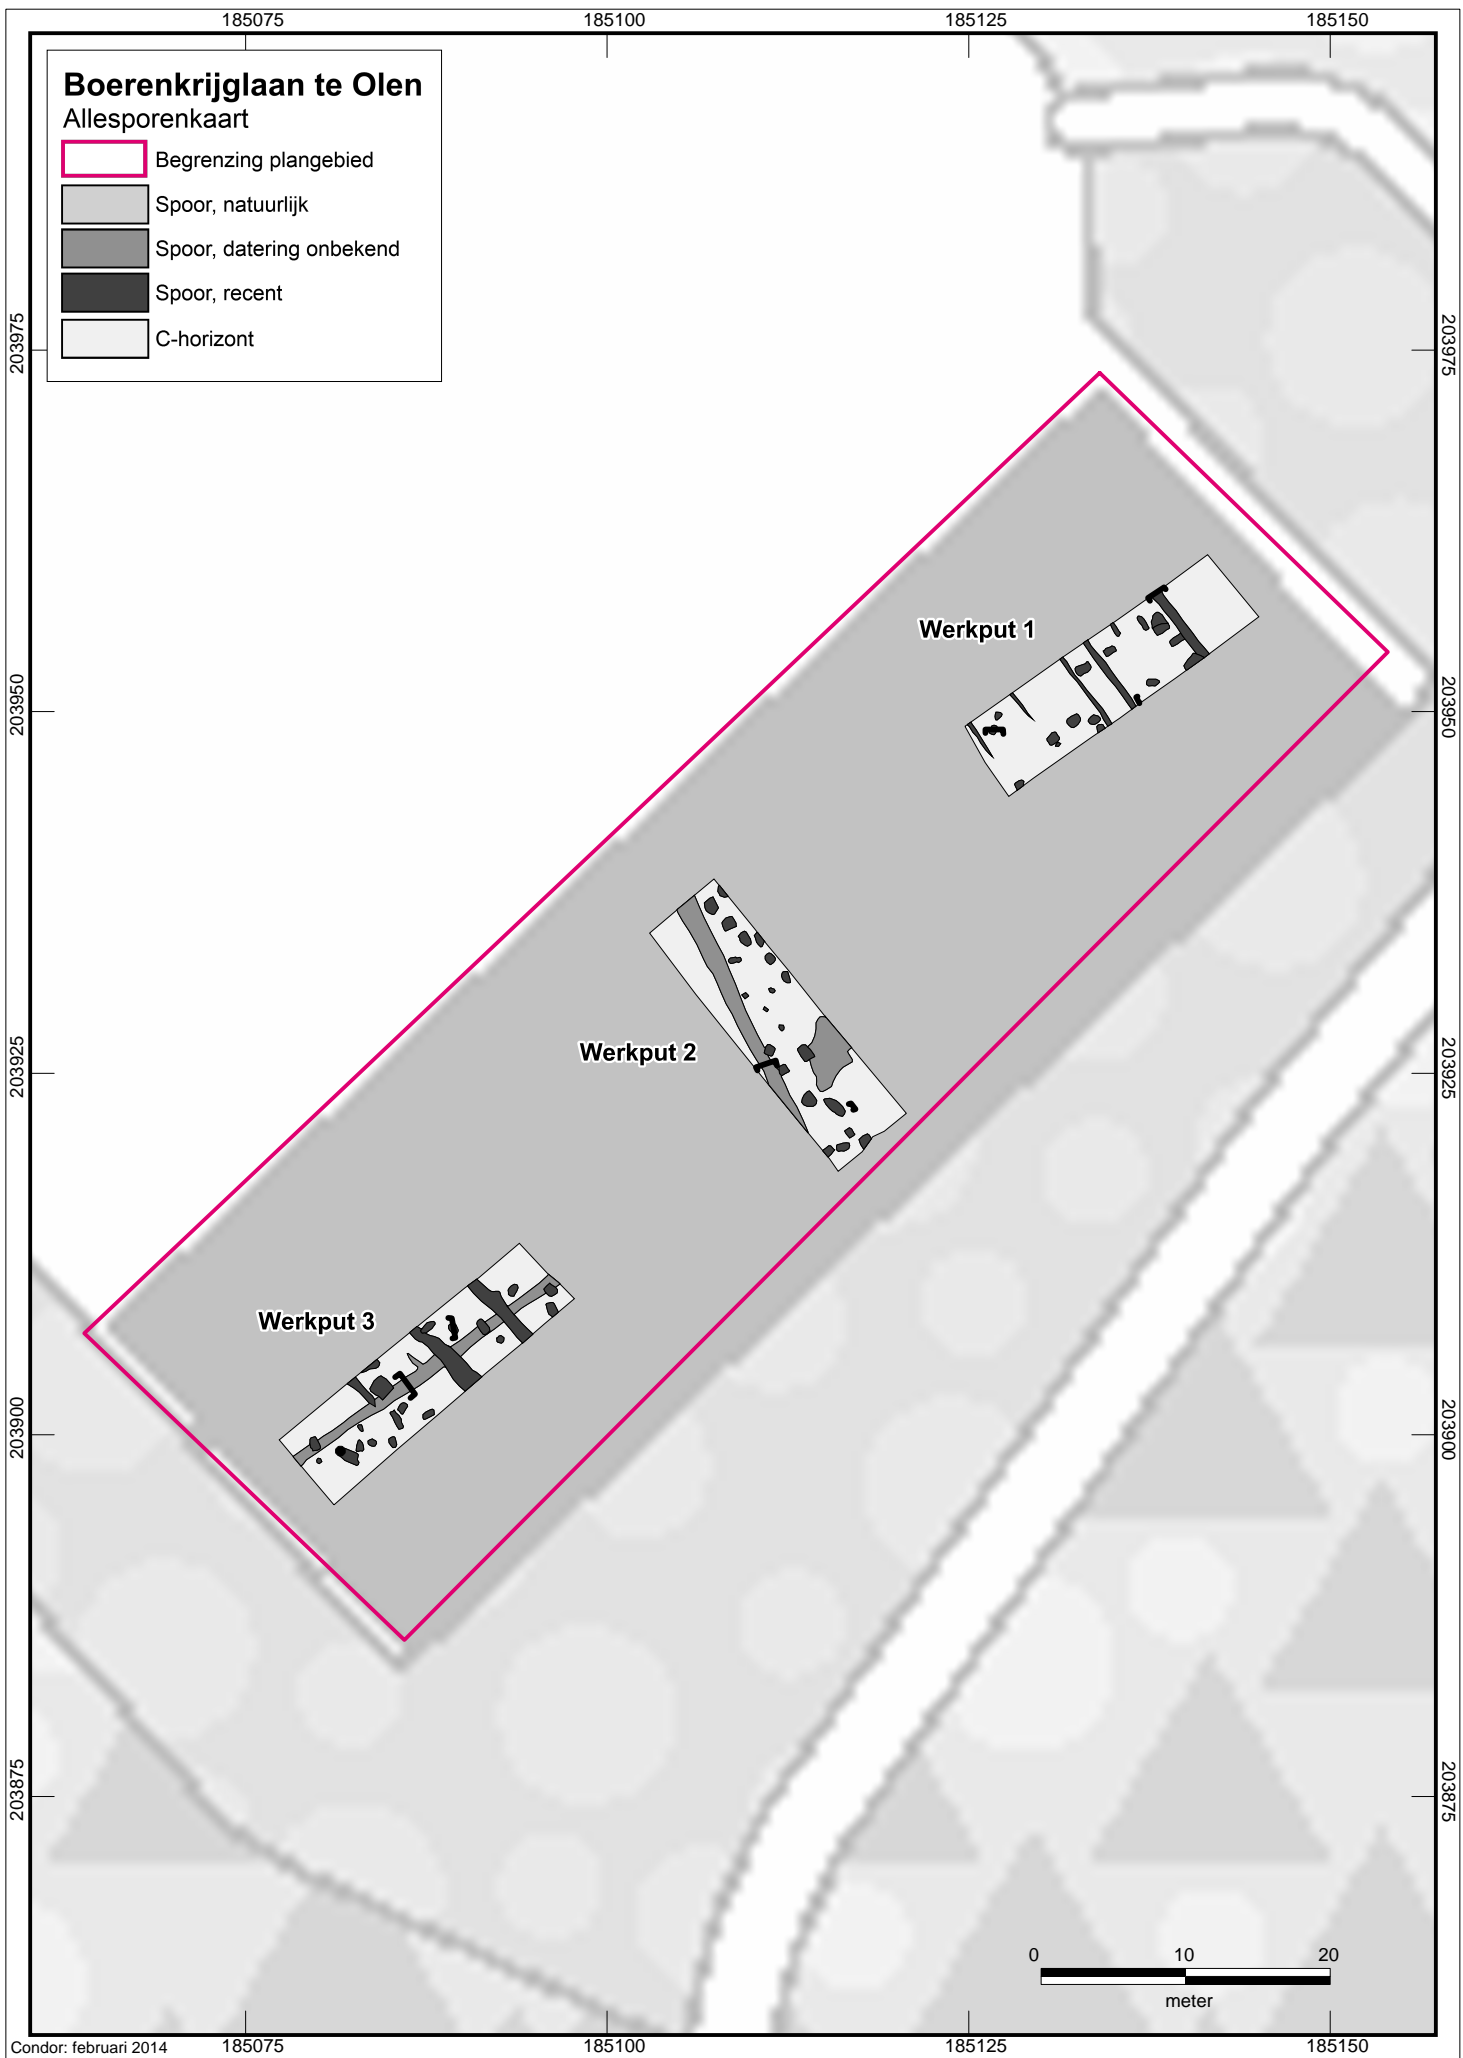 185075 185100 185125 185150
Boerenkrijglaan te Olen
Allesporenkaart
Begrenzing plangebied
Spoor, natuurlijk
Spoor, datering onbekend
Spoor, recent
C-horizont
203975 203975
Werkput 1
203950 203950
Werkput 2
203925 203925
Werkput 3
203900 203900
203875 203875
0 10 20
meter
Condor: februari 2014
185075 185100 185125 185150